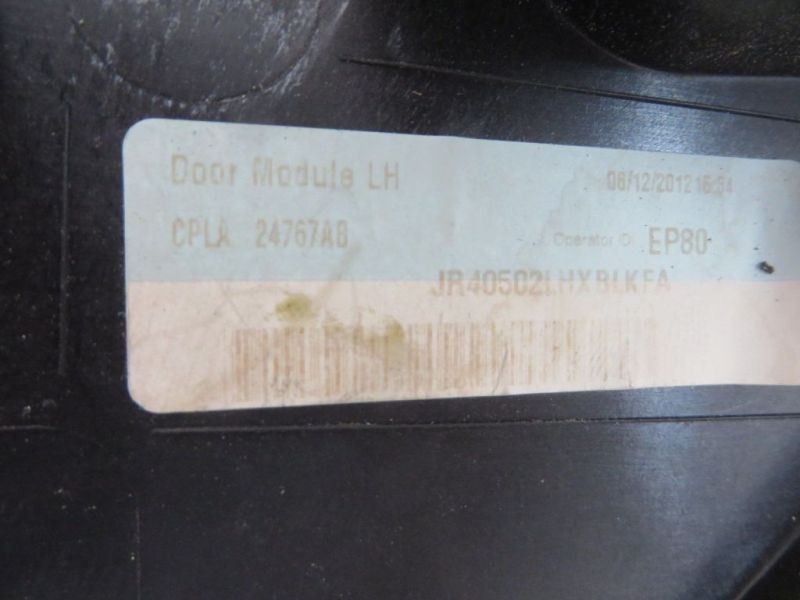 Door Module LH 06/12/2012 16:34
CPLA 24767AB Operator ID EP80
JR40502LHXBLKFA